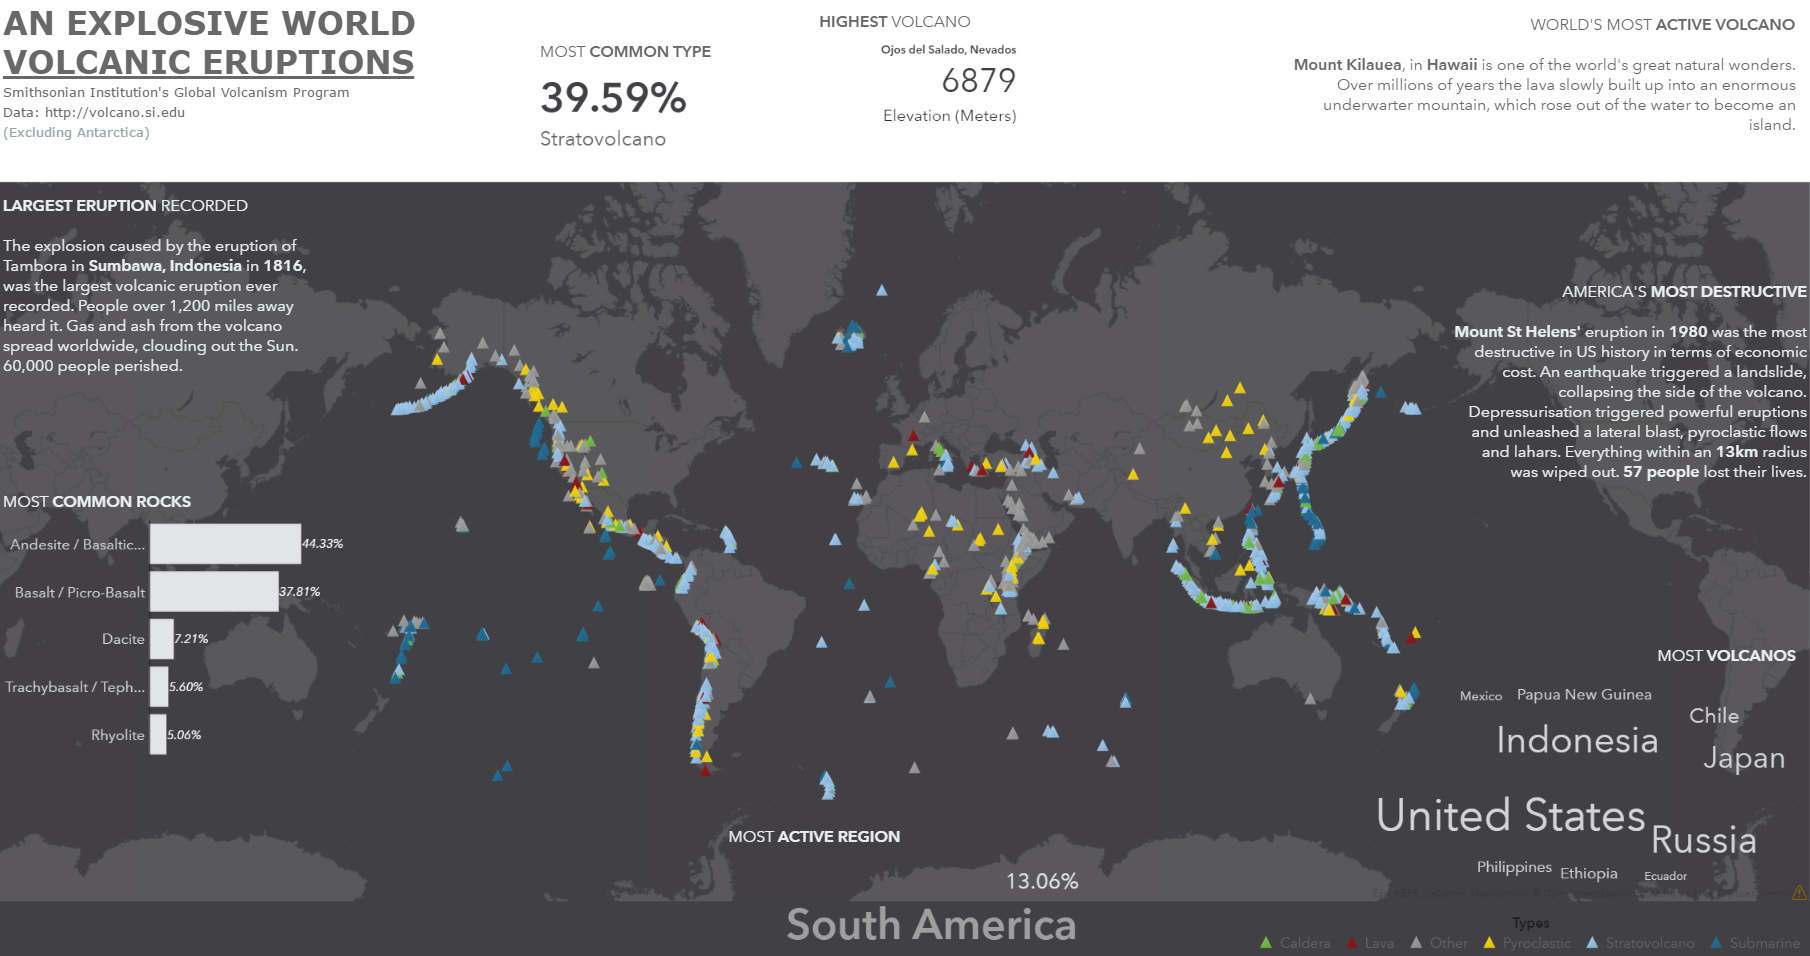 AN EXPLOSIVE WORLD
VOLCANIC ERUPTIONS
Smithsonian Institution's Global Volcanism Program
Data: http://volcano.si.edu
(Excluding Antarctica)
MOST COMMON TYPE
39.59%
Stratovolcano
HIGHEST VOLCANO
Ojos del Salado, Nevados
6879
Elevation (Meters)
WORLD'S MOST ACTIVE VOLCANO
Mount Kilauea, in Hawaii is one of the world's great natural wonders.
Over millions of years the lava slowly built up into an enormous
underwarter mountain, which rose out of the water to become an
island.
LARGEST ERUPTION RECORDED
The explosion caused by the eruption of
Tambora in Sumbawa, Indonesia in 1816,
was the largest volcanic eruption ever
recorded. People over 1,200 miles away
heard it. Gas and ash from the volcano
spread worldwide, clouding out the Sun.
60,000 people perished.
AMERICA'S MOST DESTRUCTIVE
Mount St Helens' eruption in 1980 was the most
destructive in US history in terms of economic
cost. An earthquake triggered a landslide,
collapsing the side of the volcano.
Depressurisation triggered powerful eruptions
and unleashed a lateral blast, pyroclastic flows
and lahars. Everything within an 13km radius
was wiped out. 57 people lost their lives.
MOST COMMON ROCKS
Andesite / Basaltic... 44.33%
Basalt / Picro-Basalt 37.81%
Dacite 7.21%
Trachybasalt / Teph... 5.60%
Rhyolite 5.06%
MOST VOLCANOS
Mexico Papua New Guinea
Chile
Indonesia
Japan
United States
Russia
Philippines Ethiopia Ecuador
MOST ACTIVE REGION
13.06%
South America
Types
Caldera Lava Other Pyroclastic Stratovolcano Submarine